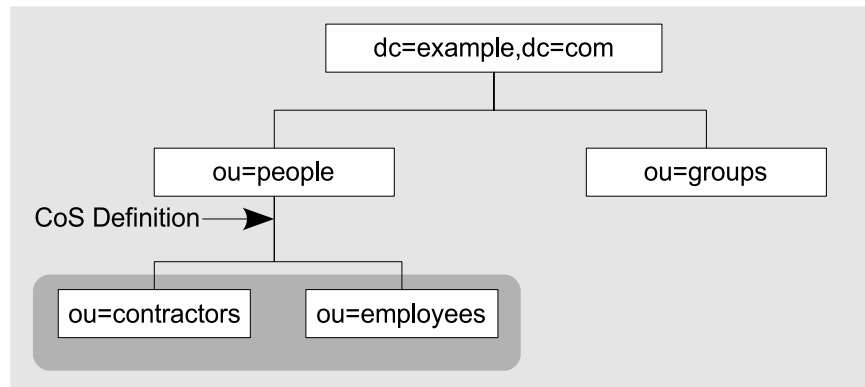 dc=example,dc=com
ou=people
ou=groups
CoS Definition
ou=contractors
ou=employees